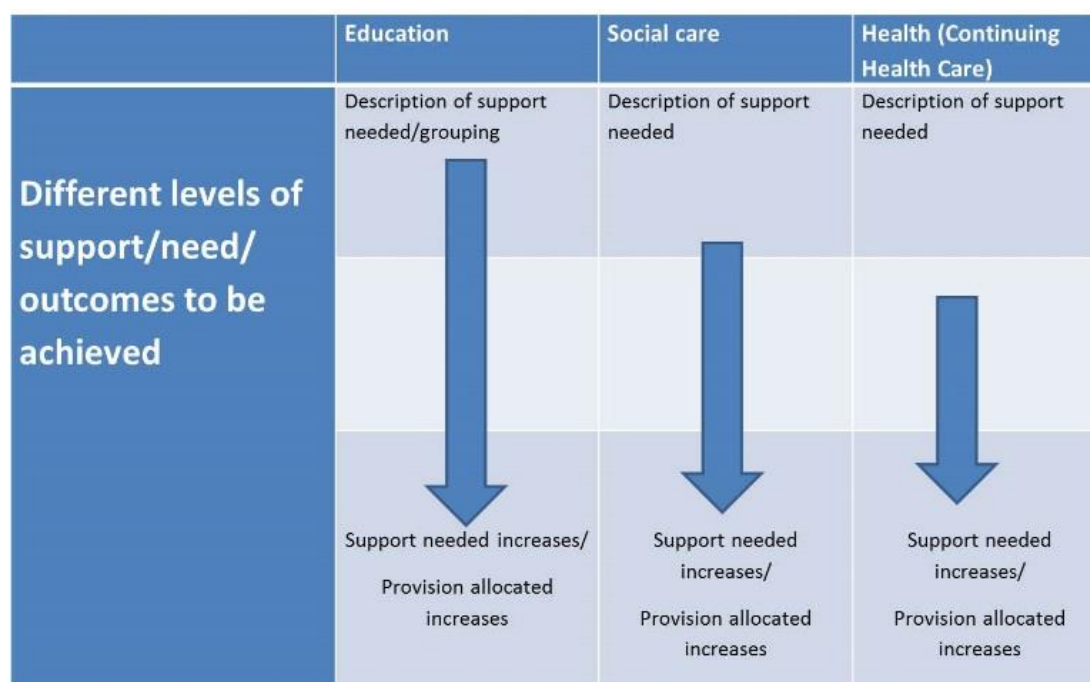 Education
Social care
Health (Continuing
Health Care)
Different levels of
support/need/
outcomes to be
achieved
Description of support
needed/grouping
Description of support
needed
Description of support
needed
Support needed increases/
Provision allocated
increases
Support needed
increases/
Provision allocated
increases
Support needed
increases/
Provision allocated
increases